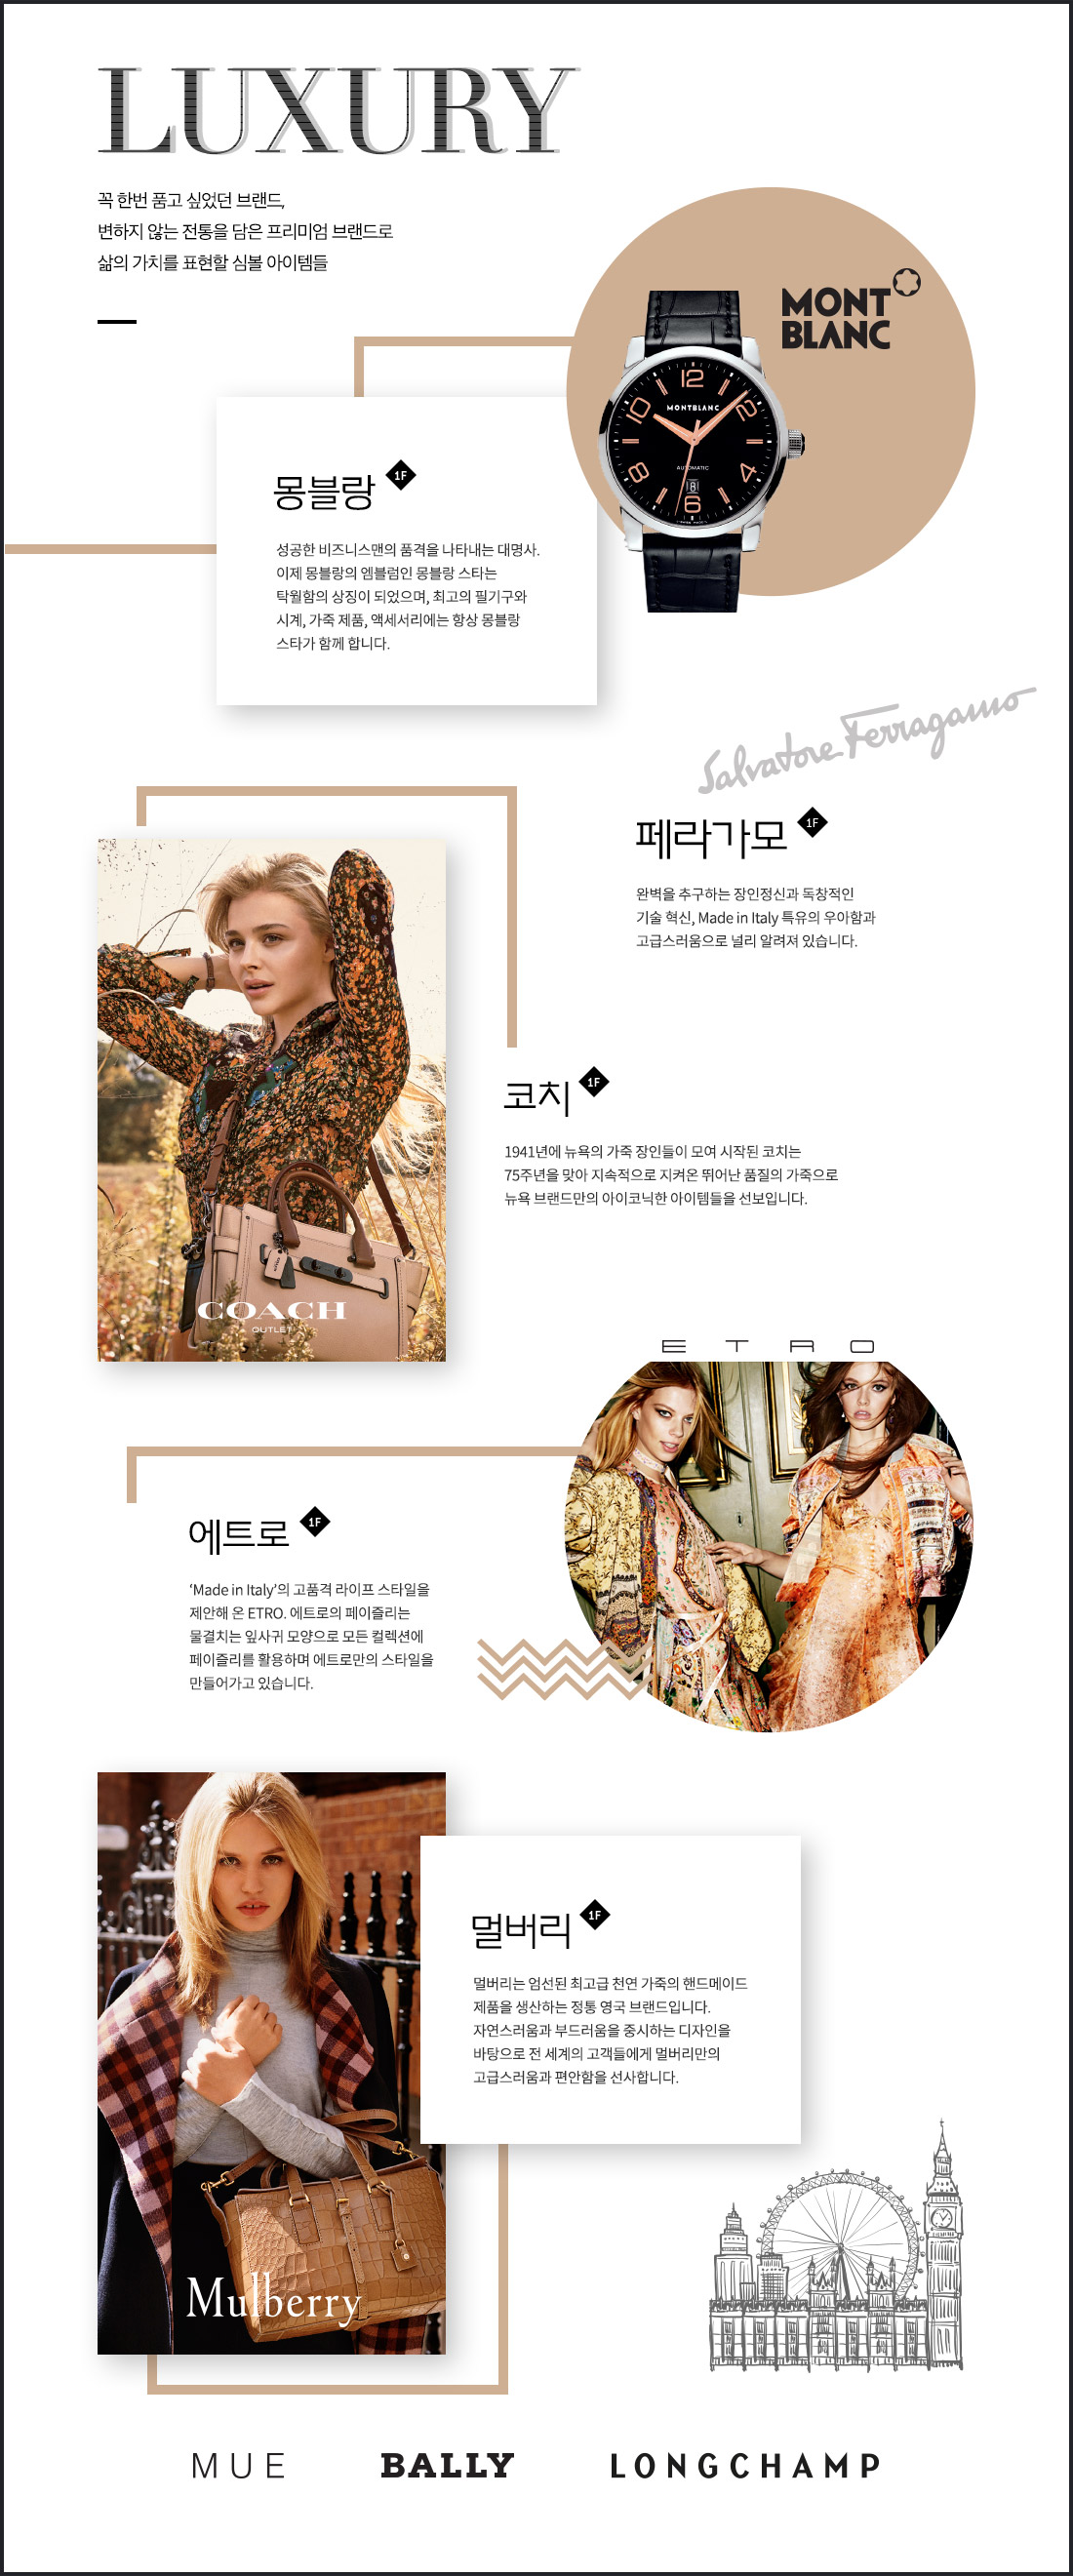 LUXURY
꼭 한번 품고 싶었던 브랜드,
변하지 않는 전통을 담은 프리미엄 브랜드로
삶의 가치를 표현할 심볼 아이템들
MONT
BLANC
12
2
4
6
8
10
MONTBLANC
AUTOMATIC
18
몽블랑 1F
성공한 비즈니스맨의 품격을 나타내는 대명사.
이제 몽블랑의 엠블럼인 몽블랑 스타는
탁월함의 상징이 되었으며, 최고의 필기구와
시계, 가죽 제품, 액세서리에는 항상 몽블랑
스타가 함께 합니다.
Salvatore Ferragamo
페라가모 1F
완벽을 추구하는 장인정신과 독창적인
기술 혁신, Made in Italy 특유의 우아함과
고급스러움으로 널리 알려져 있습니다.
코치 1F
1941년에 뉴욕의 가죽 장인들이 모여 시작된 코치는
75주년을 맞아 지속적으로 지켜온 뛰어난 품질의 가죽으로
뉴욕 브랜드만의 아이코닉한 아이템들을 선보입니다.
COACH
OUTLET
ETRO
에트로 1F
‘Made in Italy’의 고품격 라이프 스타일을
제안해 온 ETRO. 에트로의 페이즐리는
물결치는 잎사귀 모양으로 모든 컬렉션에
페이즐리를 활용하며 에트로만의 스타일을
만들어가고 있습니다.
멀버리 1F
멀버리는 엄선된 최고급 천연 가죽의 핸드메이드
제품을 생산하는 정통 영국 브랜드입니다.
자연스러움과 부드러움을 중시하는 디자인을
바탕으로 전 세계의 고객들에게 멀버리만의
고급스러움과 편안함을 선사합니다.
Mulberry
MUE
BALLY
LONGCHAMP